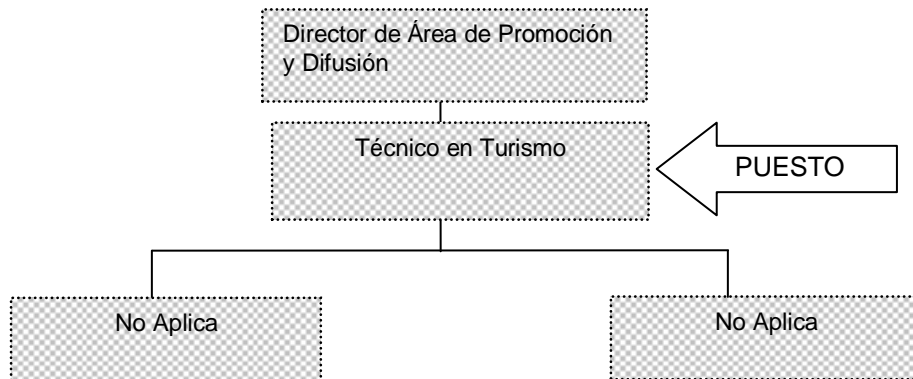 Director de Área de Promoción
y Difusión
Técnico en Turismo
PUESTO
No Aplica
No Aplica